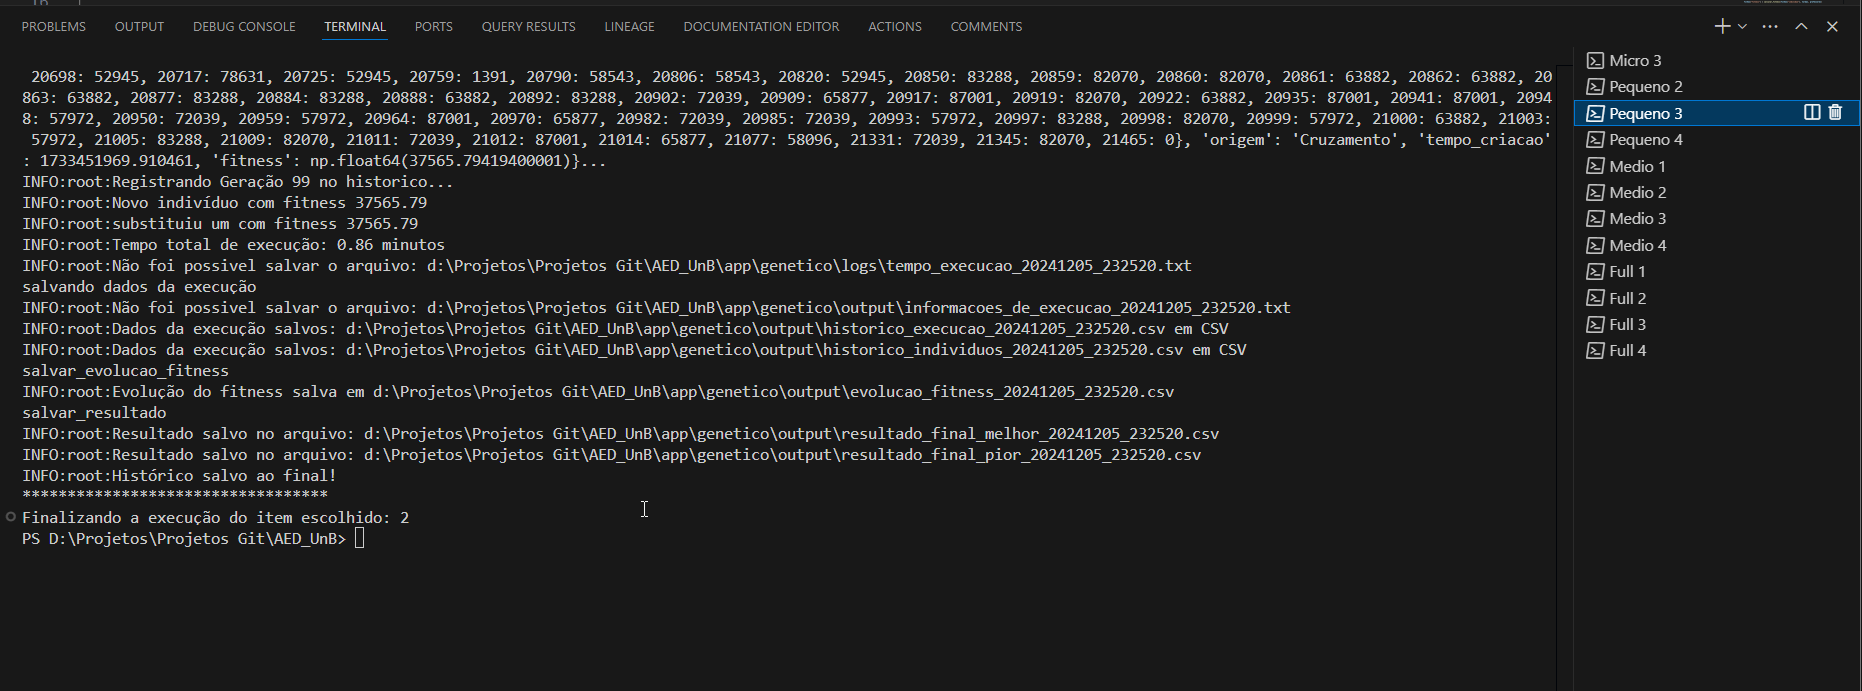 PROBLEMS OUTPUT DEBUG CONSOLE TERMINAL PORTS QUERY RESULTS LINEAGE DOCUMENTATION EDITOR ACTIONS COMMENTS
20698: 52945, 20717: 78631, 20725: 52945, 20759: 1391, 20790: 58543, 20806: 58543, 20820: 52945, 20850: 83288, 20859: 82070, 20860: 82070, 20861: 63882, 20862: 63882, 20
863: 63882, 20877: 83288, 20884: 83288, 20888: 63882, 20892: 83288, 20902: 72039, 20909: 65877, 20917: 87001, 20919: 82070, 20922: 63882, 20935: 87001, 20941: 87001, 2094
8: 57972, 20950: 72039, 20959: 57972, 20964: 87001, 20970: 65877, 20982: 72039, 20985: 72039, 20993: 57972, 20997: 83288, 20998: 82070, 20999: 57972, 21000: 63882, 21003:
57972, 21005: 83288, 21009: 82070, 21011: 72039, 21012: 87001, 21014: 65877, 21077: 58096, 21331: 72039, 21345: 82070, 21465: 0}, 'origem': 'Cruzamento', 'tempo_criacao'
: 1733451969.910461, 'fitness': np.float64(37565.79419400001)}...
INFO:root:Registrando Geração 99 no historico...
INFO:root:Novo indivíduo com fitness 37565.79
INFO:root:substituiu um com fitness 37565.79
INFO:root:Tempo total de execução: 0.86 minutos
INFO:root:Não foi possivel salvar o arquivo: d:\Projetos\Projetos Git\AED_UnB\app\genetico\logs\tempo_execucao_20241205_232520.txt
salvando dados da execução
INFO:root:Não foi possivel salvar o arquivo: d:\Projetos\Projetos Git\AED_UnB\app\genetico\output\informacoes_de_execucao_20241205_232520.txt
INFO:root:Dados da execução salvos: d:\Projetos\Projetos Git\AED_UnB\app\genetico\output\historico_execucao_20241205_232520.csv em CSV
INFO:root:Dados da execução salvos: d:\Projetos\Projetos Git\AED_UnB\app\genetico\output\historico_individuos_20241205_232520.csv em CSV
salvar_evolucao_fitness
INFO:root:Evolução do fitness salva em d:\Projetos\Projetos Git\AED_UnB\app\genetico\output\evolucao_fitness_20241205_232520.csv
salvar_resultado
INFO:root:Resultado salvo no arquivo: d:\Projetos\Projetos Git\AED_UnB\app\genetico\output\resultado_final_melhor_20241205_232520.csv
INFO:root:Resultado salvo no arquivo: d:\Projetos\Projetos Git\AED_UnB\app\genetico\output\resultado_final_pior_20241205_232520.csv
INFO:root:Histórico salvo ao final!
**********************************
Finalizando a execução do item escolhido: 2
PS D:\Projetos\Projetos Git\AED_UnB>
Micro 3
Pequeno 2
Pequeno 3
Pequeno 4
Medio 1
Medio 2
Medio 3
Medio 4
Full 1
Full 2
Full 3
Full 4